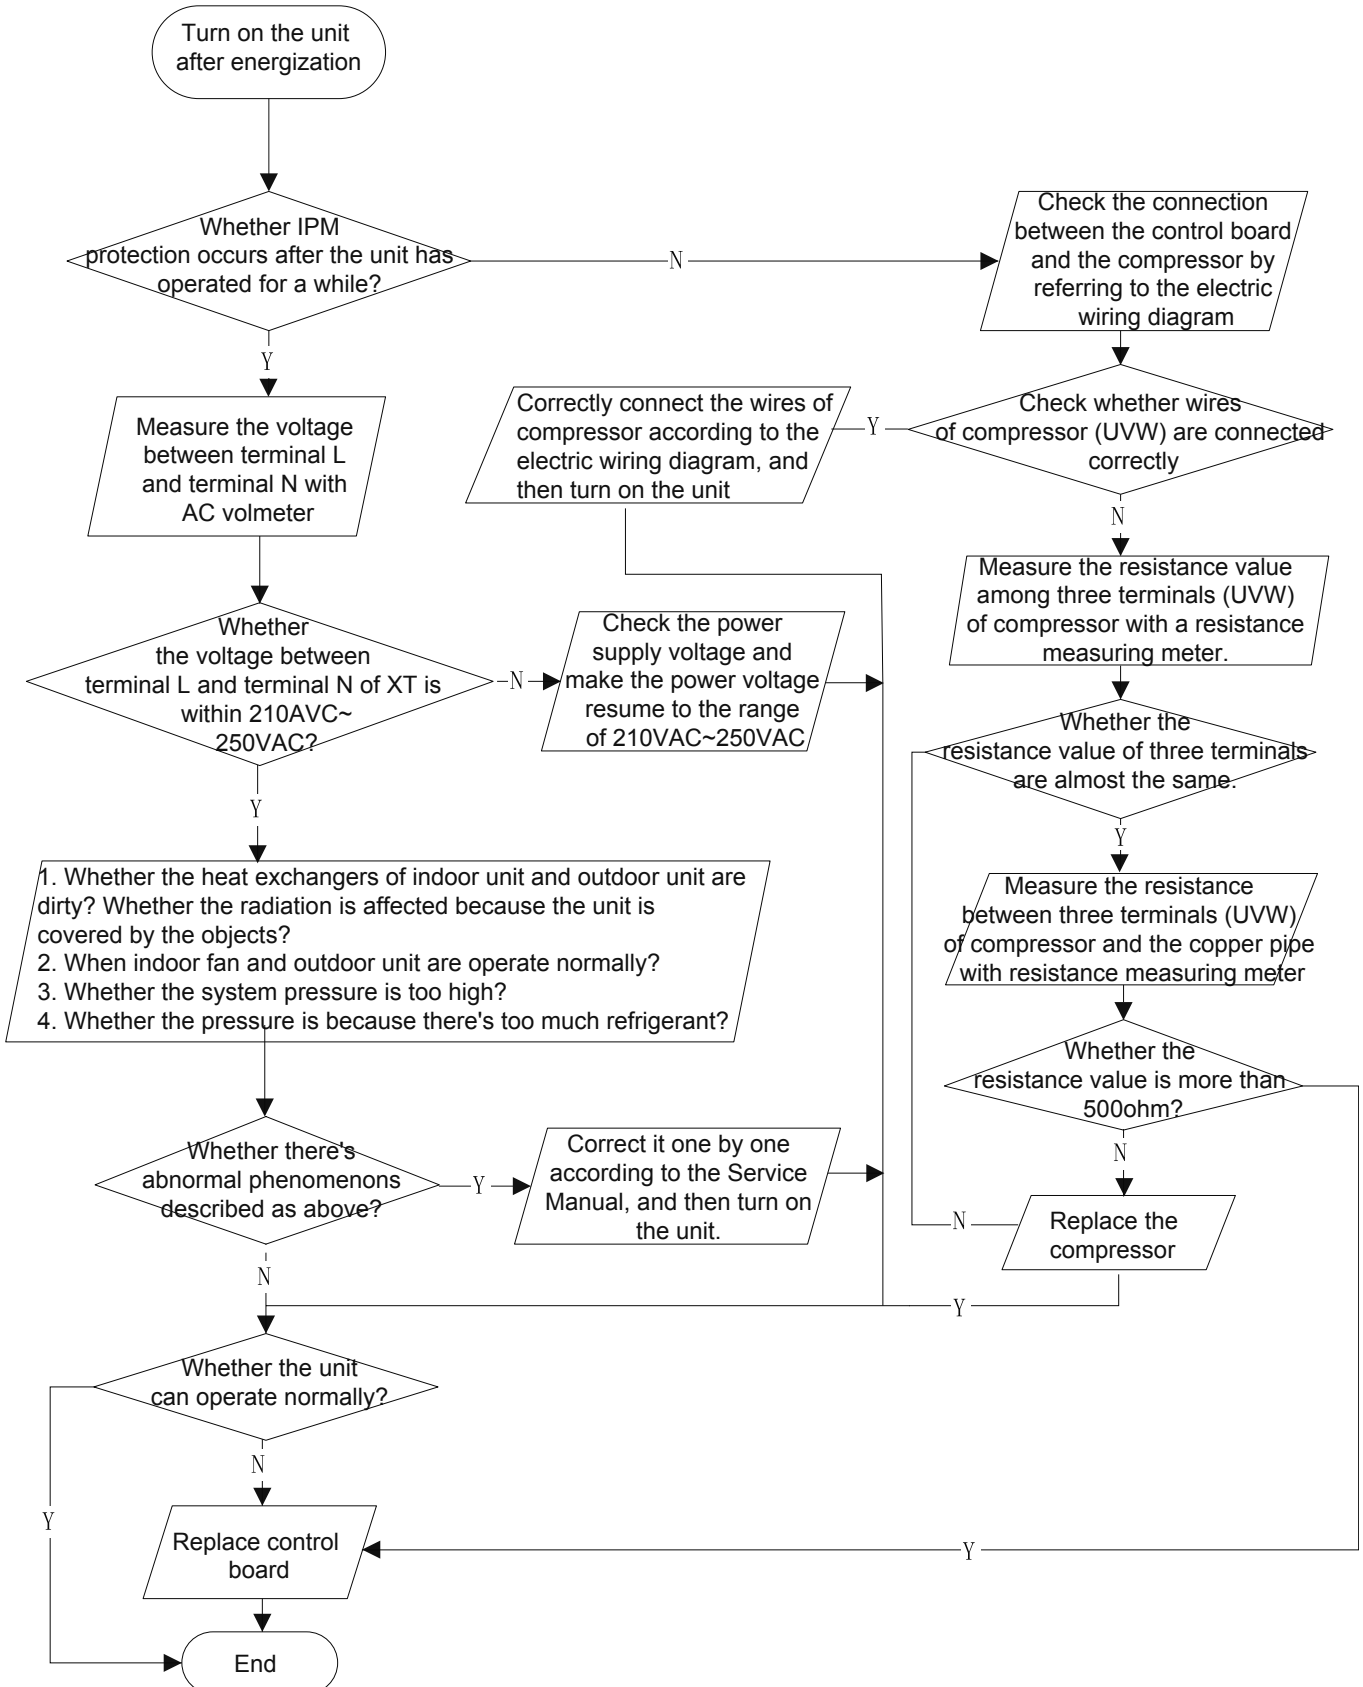 Turn on the unit
after energization
Whether IPM
protection occurs after the unit has
operated for a while?
N
Check the connection
between the control board
and the compressor by
referring to the electric
wiring diagram
Y
Measure the voltage
between terminal L
and terminal N with
AC volmeter
Correctly connect the wires of
compressor according to the
electric wiring diagram, and
then turn on the unit
Y
Check whether wires
of compressor (UVW) are connected
correctly
N
Whether
the voltage between
terminal L and terminal N of XT is
within 210AVC~
250VAC?
N
Check the power
supply voltage and
make the power voltage
resume to the range
of 210VAC~250VAC
Measure the resistance value
among three terminals (UVW)
of compressor with a resistance
measuring meter.
Whether the
resistance value of three terminals
are almost the same.
Y
Y
1. Whether the heat exchangers of indoor unit and outdoor unit are
dirty? Whether the radiation is affected because the unit is
covered by the objects?
2. When indoor fan and outdoor unit are operate normally?
3. Whether the system pressure is too high?
4. Whether the pressure is because there's too much refrigerant?
Measure the resistance
between three terminals (UVW)
of compressor and the copper pipe
with resistance measuring meter
Whether the
resistance value is more than
500ohm?
N
Whether there's
abnormal phenomenons
described as above?
Y
Correct it one by one
according to the Service
Manual, and then turn on
the unit.
N
Replace the
compressor
N
Y
Whether the unit
can operate normally?
N
Y
Replace control
board
Y
End